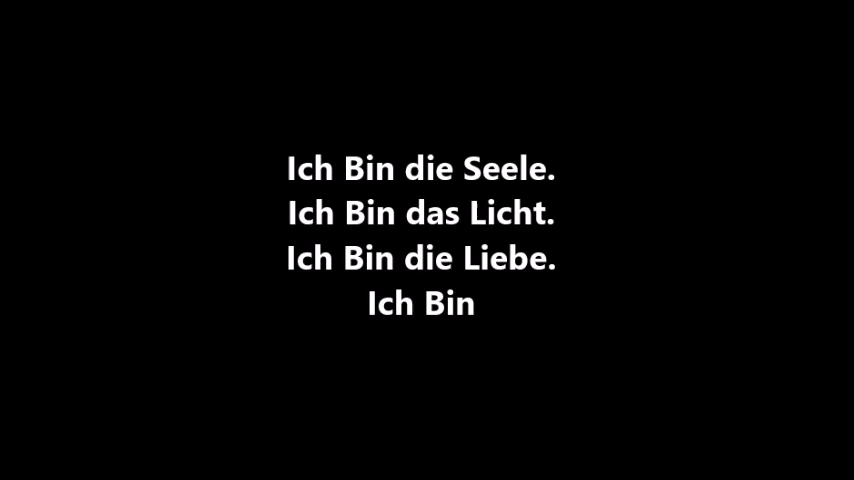 Ich Bin die Seele.
Ich Bin das Licht.
Ich Bin die Liebe.
Ich Bin